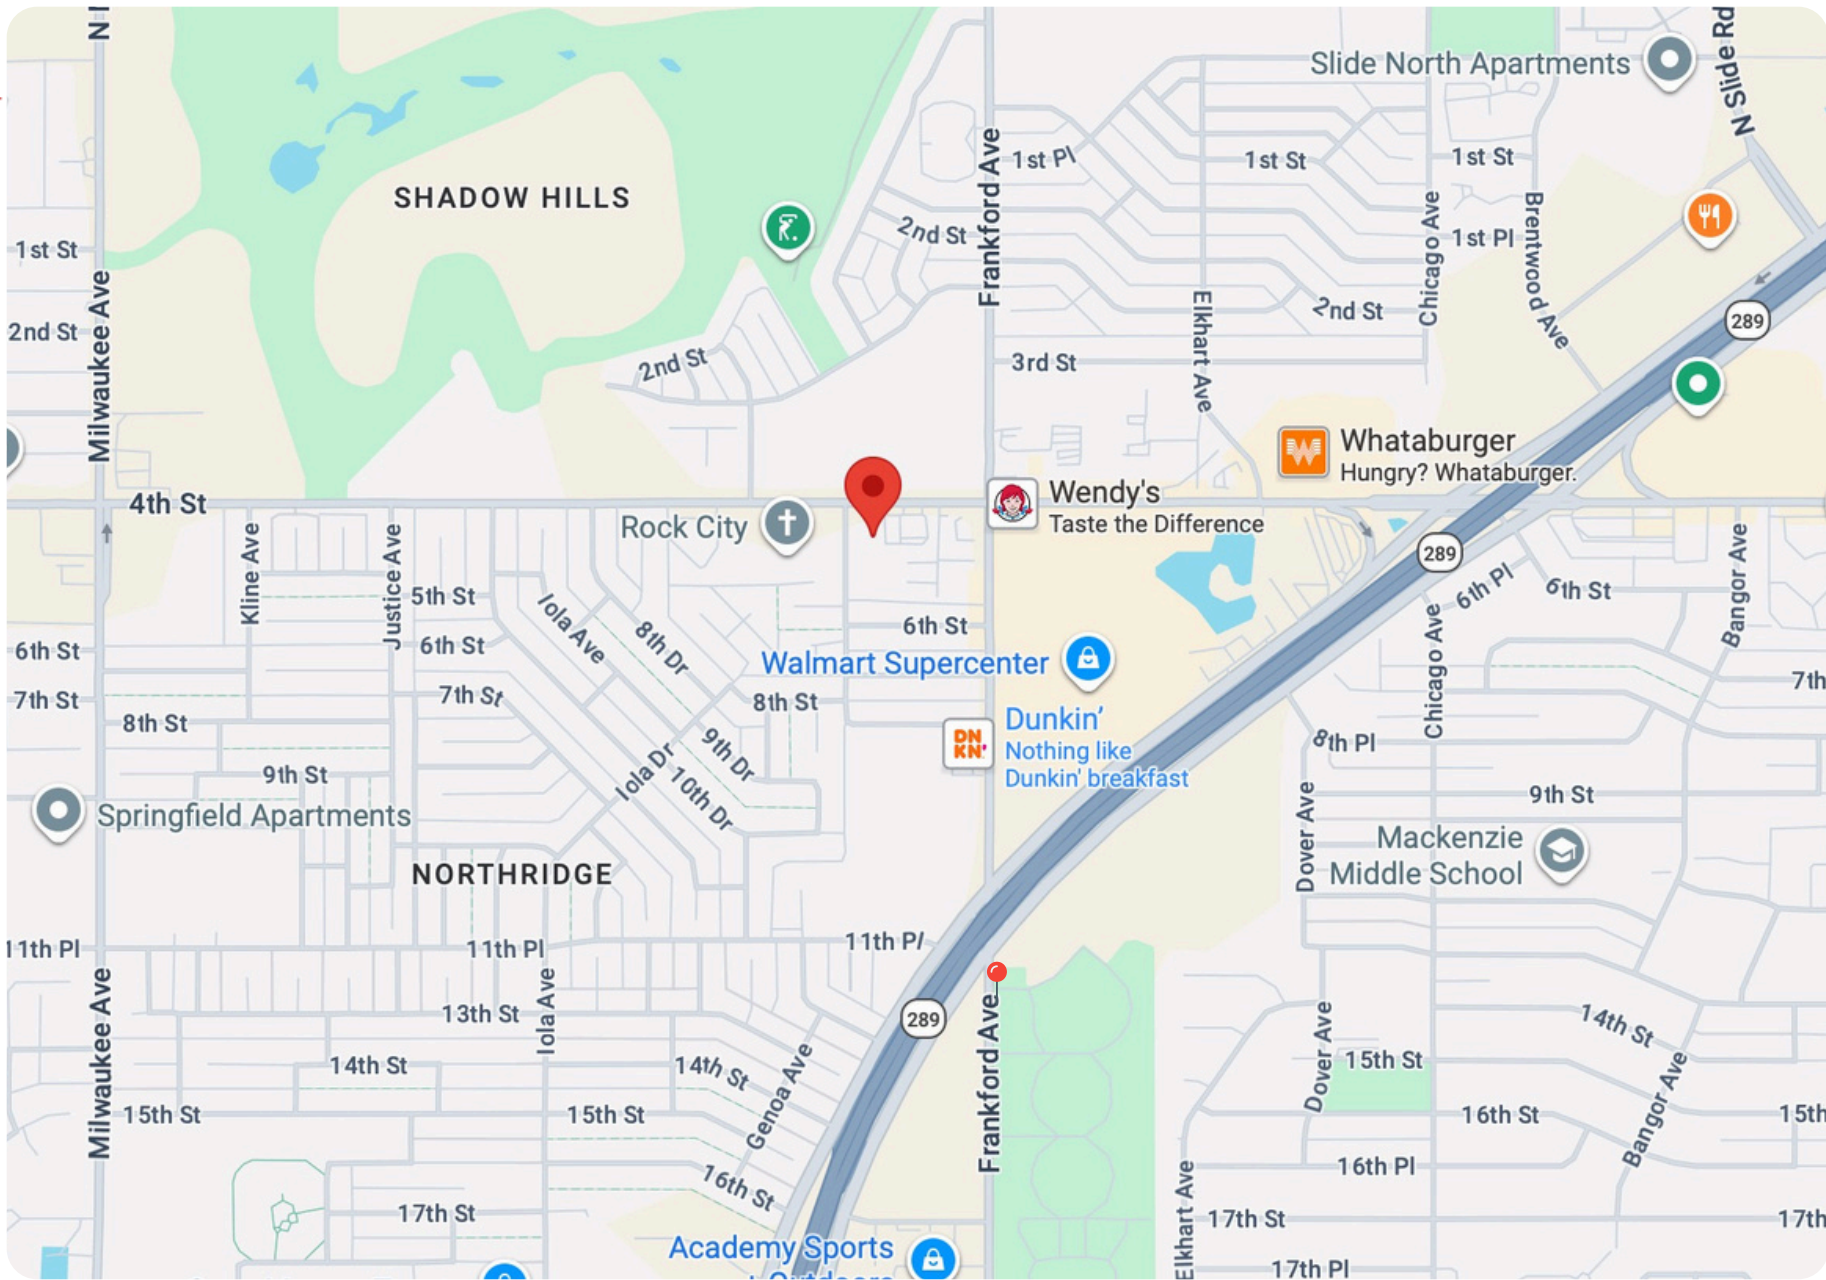 N
N Slide Rd
Slide North Apartments
Frankford Ave
1st Pl
1st St
1st St
SHADOW HILLS
2nd St
Chicago Ave
Brentwood Ave
1st Pl
1st St
Milwaukee Ave
Elkhart Ave
2nd St
289
2nd St
2nd St
3rd St
Whataburger
Hungry? Whataburger.
4th St
Wendy's
Taste the Difference
Rock City
289
Kline Ave
Justice Ave
5th St
Iola Ave
8th Dr
6th St
6th Pl
6th St
Bangor Ave
6th St
6th St
Walmart Supercenter
Chicago Ave
7th St
7th St
8th St
7th
8th St
Dunkin'
Nothing like
Dunkin' breakfast
DN
KN'
9th Dr
8th Pl
Iola Dr
10th Dr
9th St
Dover Ave
9th St
Springfield Apartments
Mackenzie
Middle School
NORTHRIDGE
11th Pl
11th Pl
11th Pl
Milwaukee Ave
Iola Ave
13th St
289
Frankford Ave
14th St
14th St
14th St
Genoa Ave
Dover Ave
15th St
Bangor Ave
15th St
15th St
16th St
15th
16th St
16th Pl
17th St
Elkhart Ave
17th St
17th
Academy Sports
+ Outdoors
17th Pl